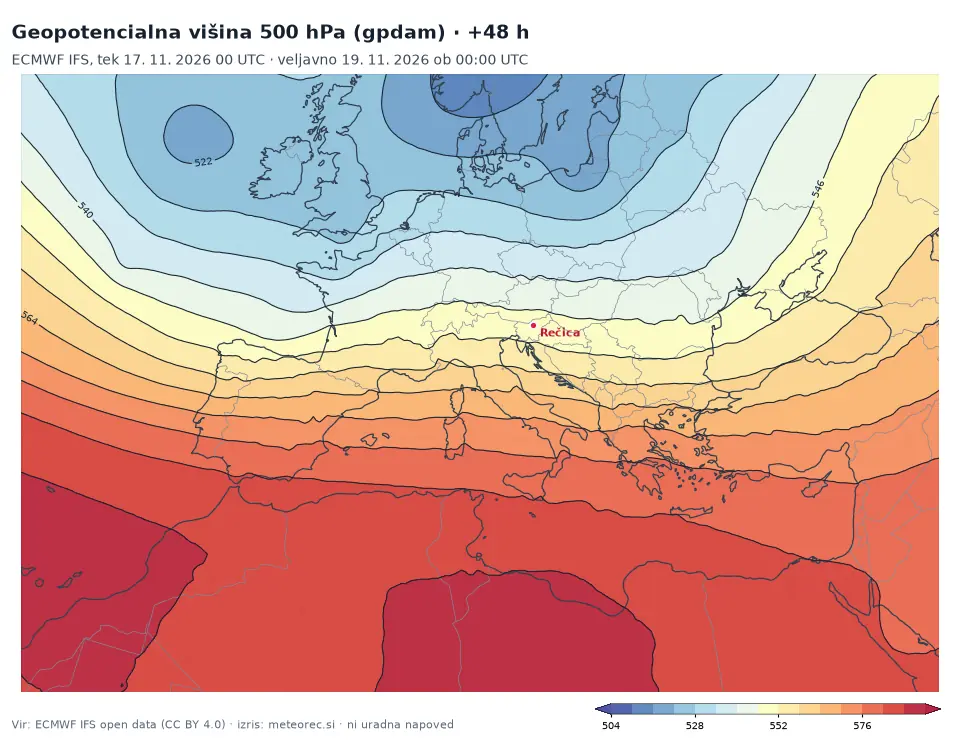 Geopotencialna višina 500 hPa (gpdam) · +48 h
ECMWF IFS, tek 17. 11. 2026 00 UTC · veljavno 19. 11. 2026 ob 00:00 UTC
522
546
540
564
Rečica
Vir: ECMWF IFS open data (CC BY 4.0) · izris: meteorec.si · ni uradna napoved
504 528 552 576